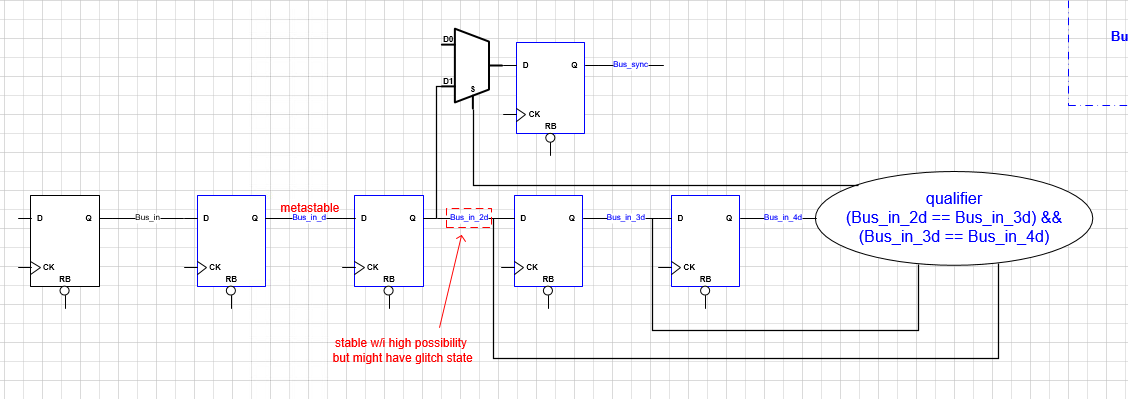 D0
D1
S
D
Q
CK
RB
Bus_sync
Bu
D
Q
CK
RB
Bus_in
D
Q
CK
RB
metastable
Bus_in_d
D
Q
CK
RB
Bus_in_2d
D
Q
CK
RB
Bus_in_3d
D
Q
CK
RB
Bus_in_4d
qualifier
(Bus_in_2d == Bus_in_3d) &&
(Bus_in_3d == Bus_in_4d)
stable w/i high possibility
but might have glitch state